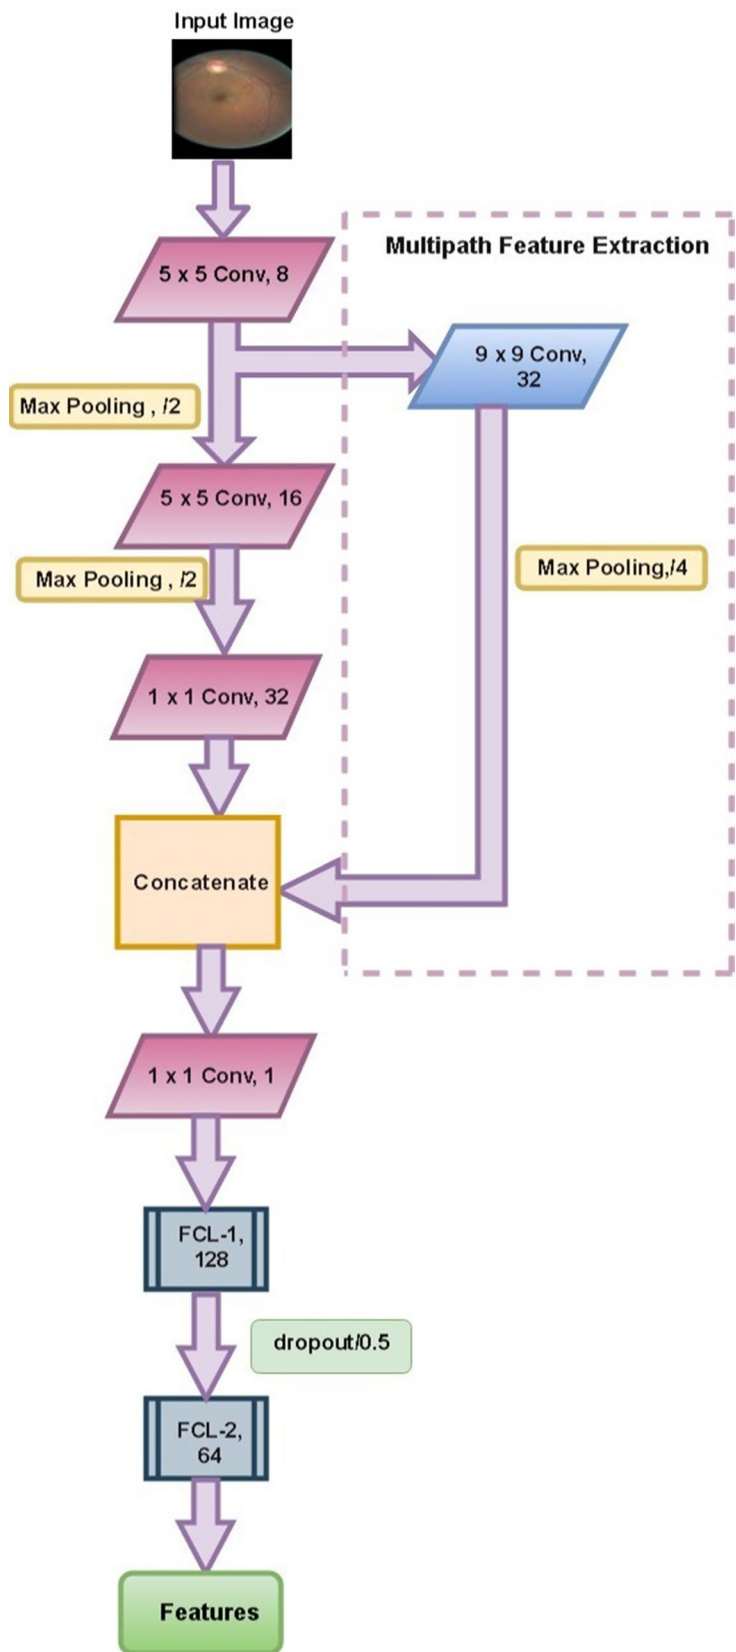 Input Image
5 x 5 Conv, 8
Multipath Feature Extraction
9 x 9 Conv,
32
Max Pooling , /2
5 x 5 Conv, 16
Max Pooling , /2
Max Pooling,/4
1 x 1 Conv, 32
Concatenate
1 x 1 Conv, 1
FCL-1,
128
dropout/0.5
FCL-2,
64
Features